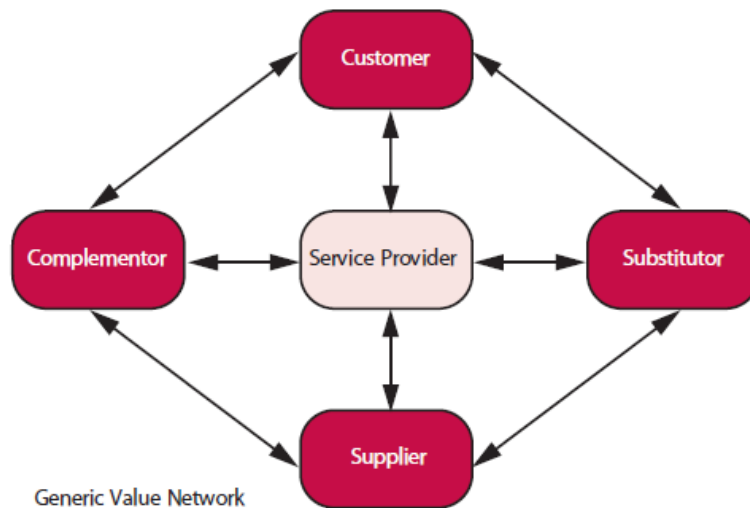 Customer
Complementor
Service Provider
Substitutor
Supplier
Generic Value Network